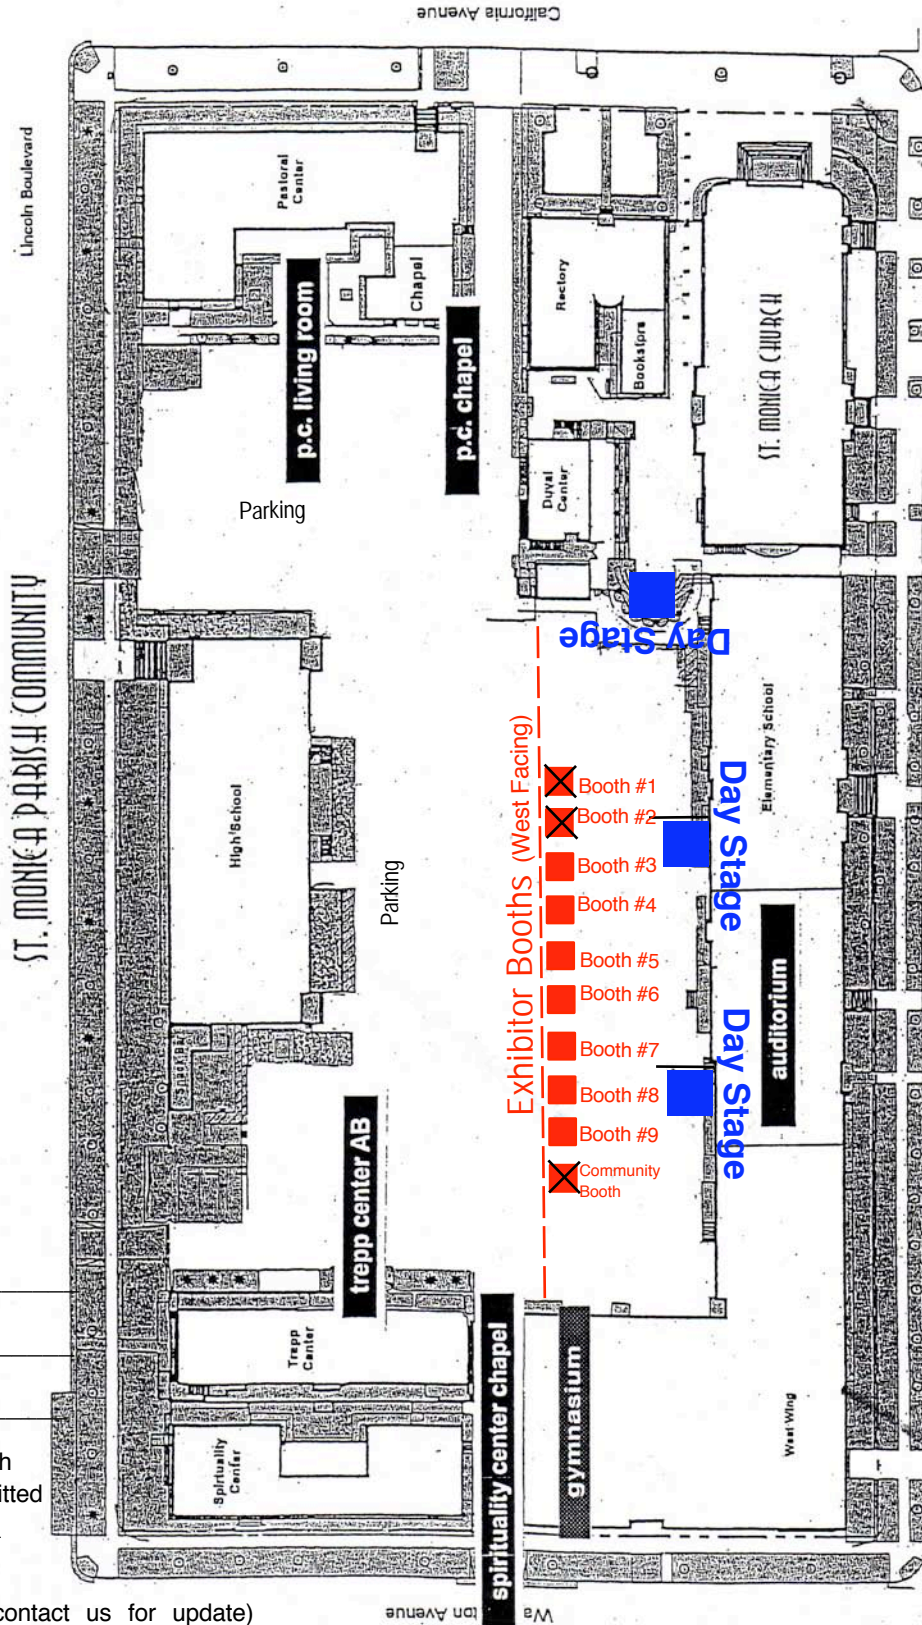 California Avenue
Lincoln Boulevard
ST. MONICA PARISH COMMUNITY
Pastoral
Center
Chapel
p.c. living room
p.c. chapel
Parking
Rectory
Bookstore
Duval
Center
ST. MONICA CHURCH
Day Stage
High School
Parking
Exhibitor Booths (West Facing)
Booth #1
Booth #2
Booth #3
Booth #4
Booth #5
Booth #6
Booth #7
Booth #8
Booth #9
Community
Booth
Day Stage
Day Stage
Elementary School
auditorium
trepp center AB
Trepp
Center
Spirituality
Center
spirituality center chapel
gymnasium
West Wing
contact us for update)
Wa
ton Avenue